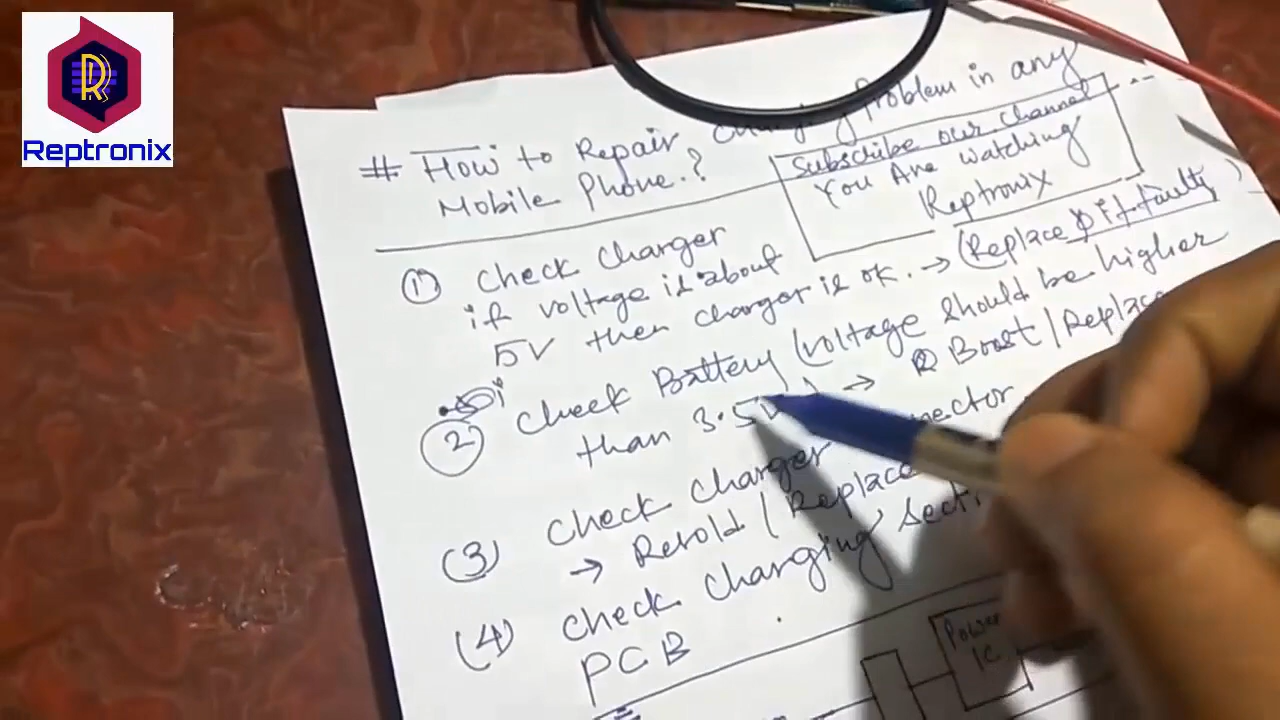 Reptronix
# How to Repair Charging Problem in any
Mobile Phone.?
Subscribe our channel
You Are watching
Reptronix
(1) Check Charger
if voltage is about
5V then charger is ok. → (Replace if faulty)
(2) Check Battery (voltage should be higher
than 3.5V) → Boost / Replace
(3) Check Charger
→ Resold / Replace
(4) Check Charging
PCB
Power
IC